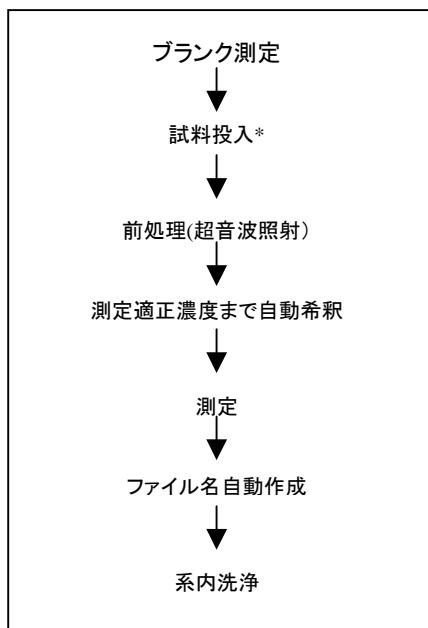 ブランク測定
試料投入*
前処理(超音波照射）
測定適正濃度まで自動希釈
測定
ファイル名自動作成
系内洗浄